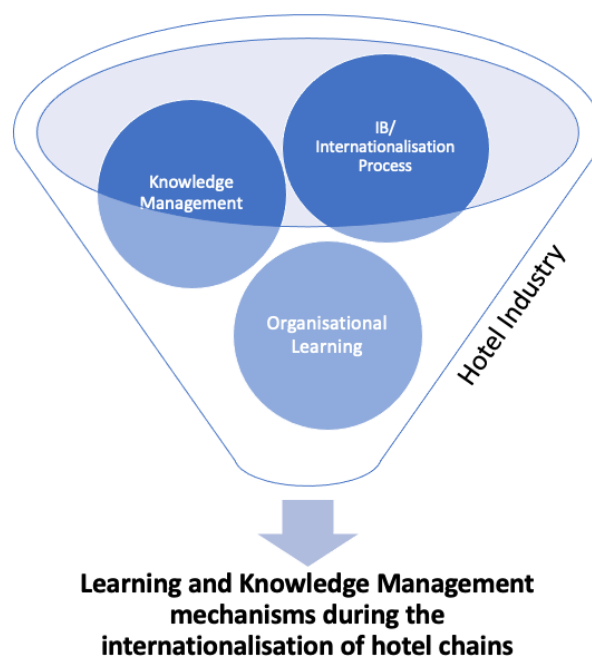 IB/
Internationalisation
Process
Knowledge
Management
Organisational
Learning
Hotel Industry
Learning and Knowledge Management
mechanisms during the
internationalisation of hotel chains